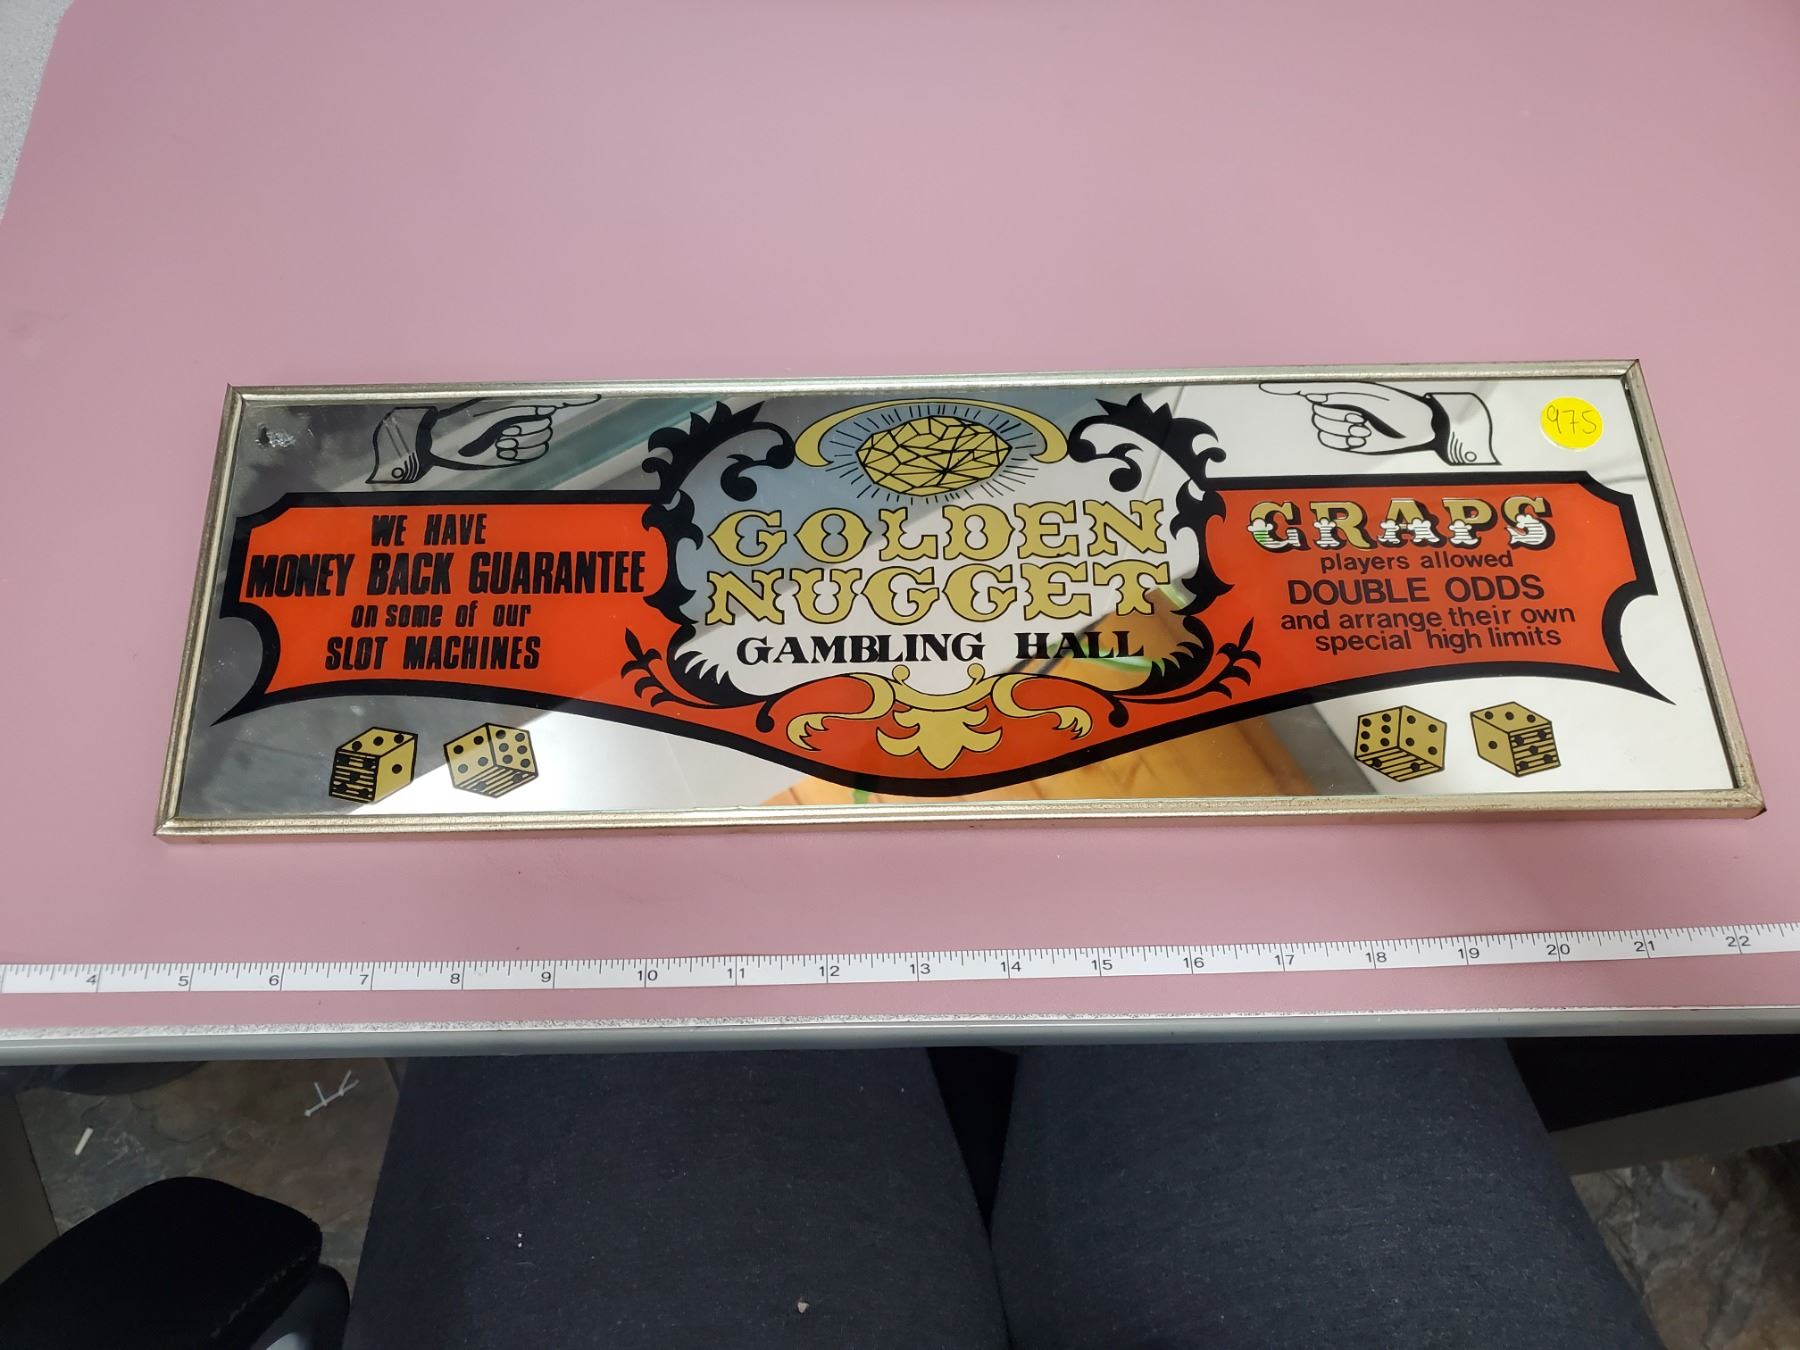 975
WE HAVE
MONEY BACK GUARANTEE
on some of our
SLOT MACHINES
GOLDEN
NUGGET
GAMBLING HALL
CRAPS
players allowed
DOUBLE ODDS
and arrange their own
special high limits
4 5 6 7 8 9 10 11 12 13 14 15 16 17 18 19 20 21 22